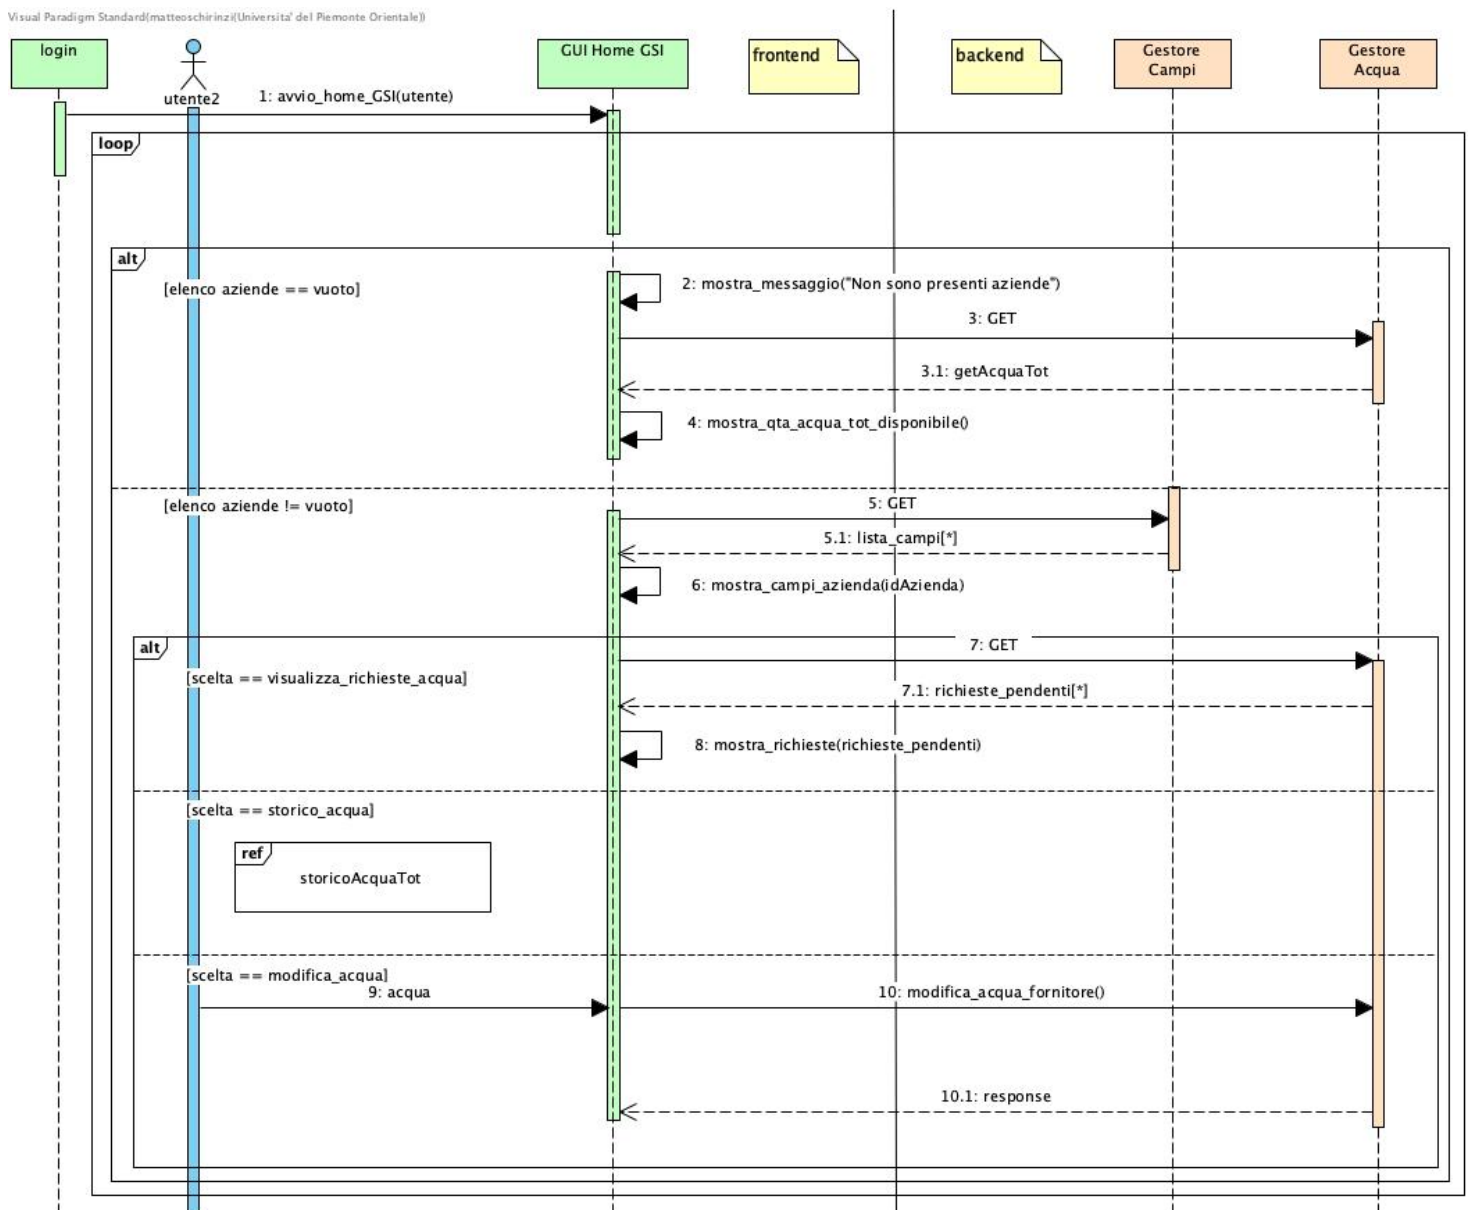 Visual Paradigm Standard(matteoschirinzi(Universita' del Piemonte Orientale))
login
utente2
GUI Home GSI
frontend
backend
Gestore
Campi
Gestore
Acqua
1: avvio_home_GSI(utente)
loop
alt
[elenco aziende == vuoto]
2: mostra_messaggio("Non sono presenti aziende")
3: GET
3.1: getAcquaTot
4: mostra_qta_acqua_tot_disponibile()
[elenco aziende != vuoto]
5: GET
5.1: lista_campi[*]
6: mostra_campi_azienda(idAzienda)
alt
7: GET
[scelta == visualizza_richieste_acqua]
7.1: richieste_pendenti[*]
8: mostra_richieste(richieste_pendenti)
[scelta == storico_acqua]
ref
storicoAcquaTot
[scelta == modifica_acqua]
9: acqua
10: modifica_acqua_fornitore()
10.1: response